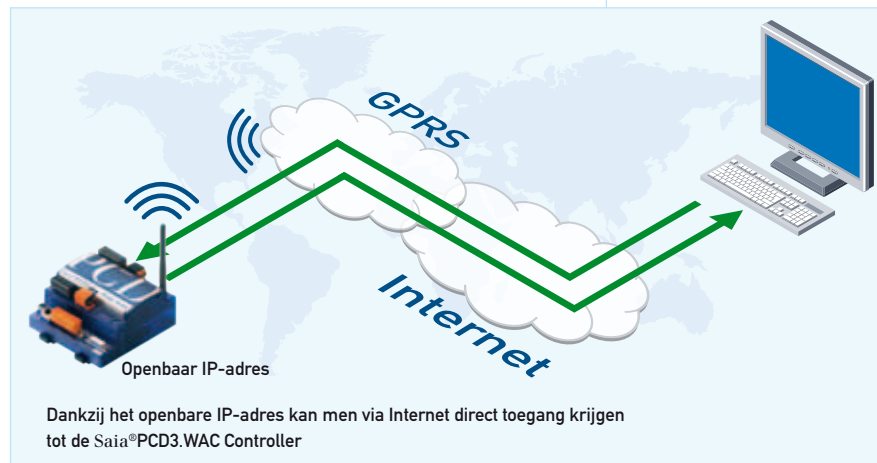 GPRS
Internet
PCD
Openbaar IP-adres
Dankzij het openbare IP-adres kan men via Internet direct toegang krijgen
tot de Saia®PCD3.WAC Controller